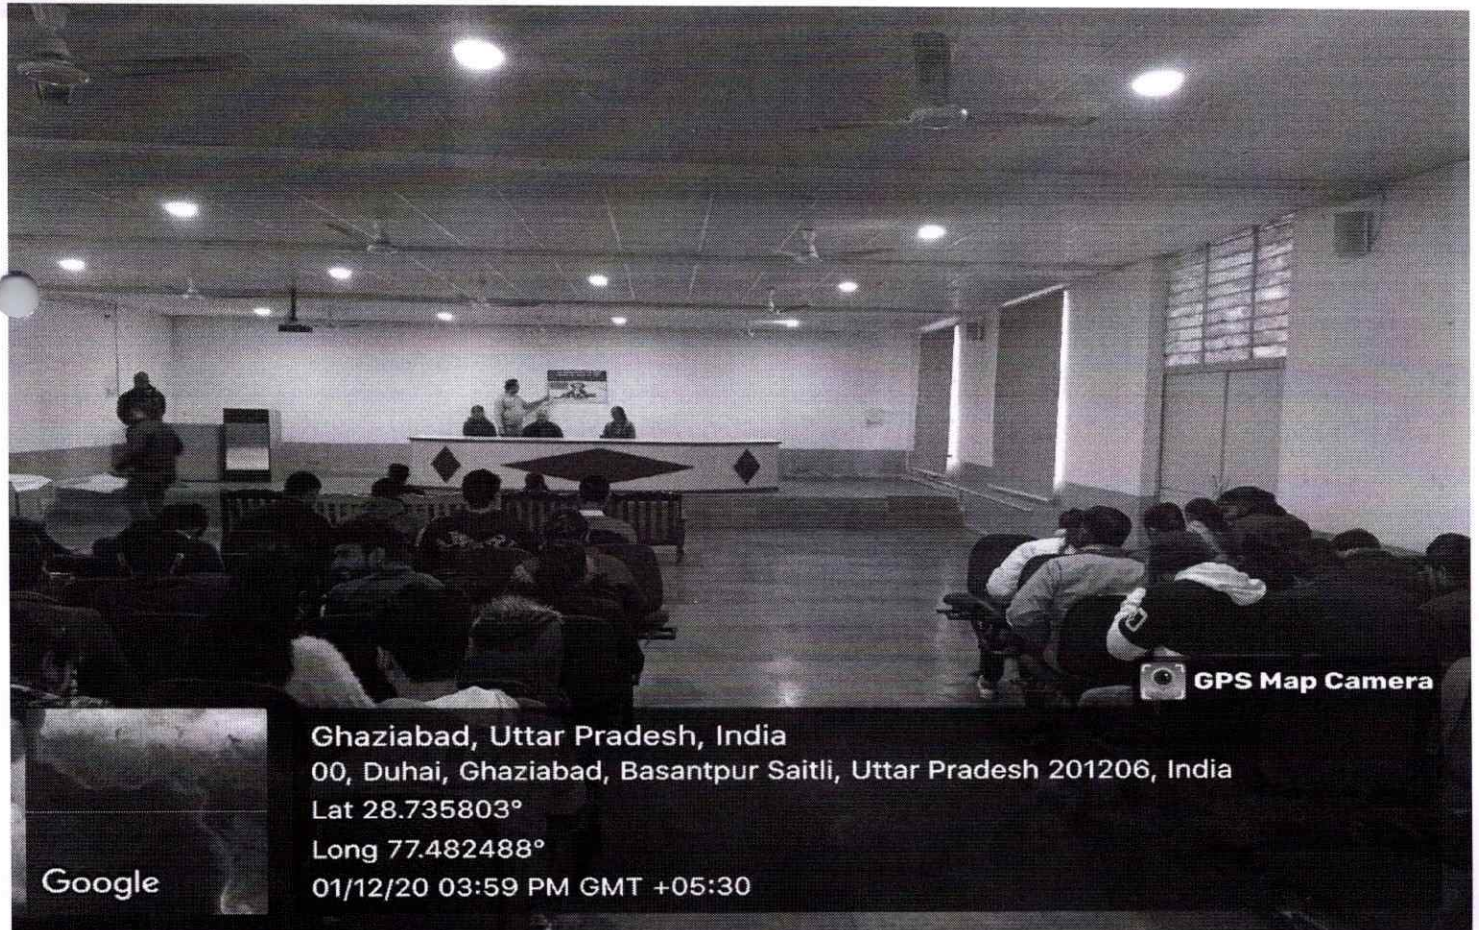 GPS Map Camera
Ghaziabad, Uttar Pradesh, India
00, Duhai, Ghaziabad, Basantpur Saitli, Uttar Pradesh 201206, India
Lat 28.735803°
Long 77.482488°
01/12/20 03:59 PM GMT +05:30
Google